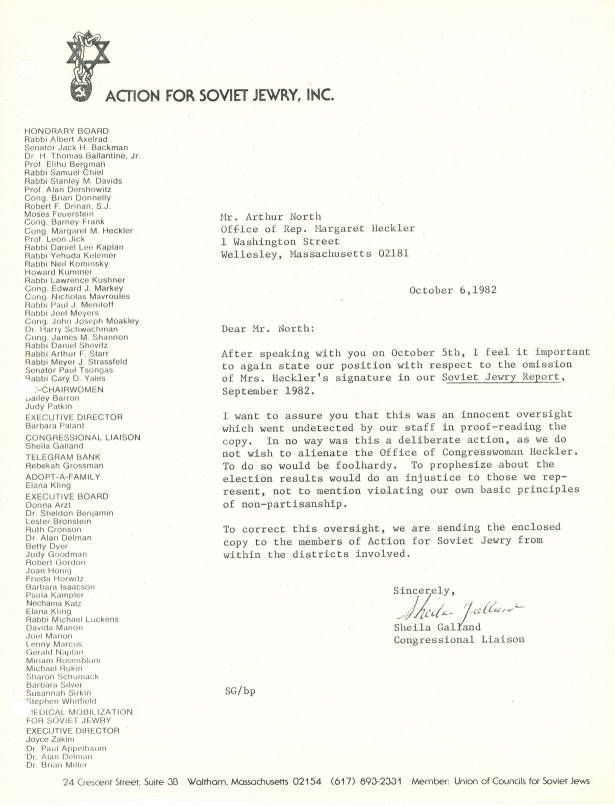 ACTION FOR SOVIET JEWRY, INC.
HONORARY BOARD
Rabbi Albert Axelrad
Senator Jack H. Backman
Dr. H. Thomas Ballantine, Jr.
Prof. Elihu Bergman
Rabbi Samuel Chiel
Rabbi Stanley M. Davids
Prof. Alan Dershowitz
Cong. Brian Donnelly
Robert F. Drinan, S.J.
Moses Feuerstein
Cong. Barney Frank
Cong. Margaret M. Heckler
Prof. Leon Jick
Rabbi Daniel Lee Kaplan
Rabbi Yehuda Kelemer
Rabbi Neil Kominsky
Howard Kummer
Rabbi Lawrence Kushner
Cong. Edward J. Markey
Cong. Nicholas Mavroules
Rabbi Paul J. Menitoff
Rabbi Joel Meyers
Cong. John Joseph Moakley
Dr. Harry Schwachman
Cong. James M. Shannon
Rabbi Daniel Shevitz
Rabbi Arthur F. Starr
Rabbi Meyer J. Strassfeld
Senator Paul Tsongas
Rabbi Cary D. Yales
-CHAIRWOMEN
Bailey Barron
Judy Patkin
EXECUTIVE DIRECTOR
Barbara Palant
CONGRESSIONAL LIAISON
Sheila Galland
TELEGRAM BANK
Rebekah Grossman
ADOPT-A-FAMILY
Elana Kling
EXECUTIVE BOARD
Donna Arzt
Dr. Sheldon Benjamin
Lester Bronstein
Ruth Cronson
Dr. Alan Delman
Betty Dyer
Judy Goodman
Robert Gordon
Joan Honig
Frieda Horwitz
Barbara Isaacson
Paula Kampler
Nechama Katz
Elana Kling
Rabbi Michael Luckens
Davida Manon
Joel Manon
Lenny Marcus
Gerald Naplan
Miriam Rosenblum
Michael Rukin
Sharon Schumack
Barbara Silver
Susannah Sirkin
Stephen Whitfield
MEDICAL MOBILIZATION
FOR SOVIET JEWRY
EXECUTIVE DIRECTOR
Joyce Zakim
Dr. Paul Appelbaum
Dr. Alan Delman
Dr. Brian Miller
Mr. Arthur North
Office of Rep. Margaret Heckler
1 Washington Street
Wellesley, Massachusetts 02181
October 6,1982
Dear Mr. North:
After speaking with you on October 5th, I feel it important
to again state our position with respect to the omission
of Mrs. Heckler's signature in our Soviet Jewry Report,
September 1982.
I want to assure you that this was an innocent oversight
which went undetected by our staff in proof-reading the
copy. In no way was this a deliberate action, as we do
not wish to alienate the Office of Congresswoman Heckler.
To do so would be foolhardy. To prophesize about the
election results would do an injustice to those we rep-
resent, not to mention violating our own basic principles
of non-partisanship.
To correct this oversight, we are sending the enclosed
copy to the members of Action for Soviet Jewry from
within the districts involved.
Sincerely,
Sheila Galland
Sheila Galland
Congressional Liaison
SG/bp
24 Crescent Street, Suite 3B Waltham, Massachusetts 02154 (617) 893-2331 Member: Union of Councils for Soviet Jews